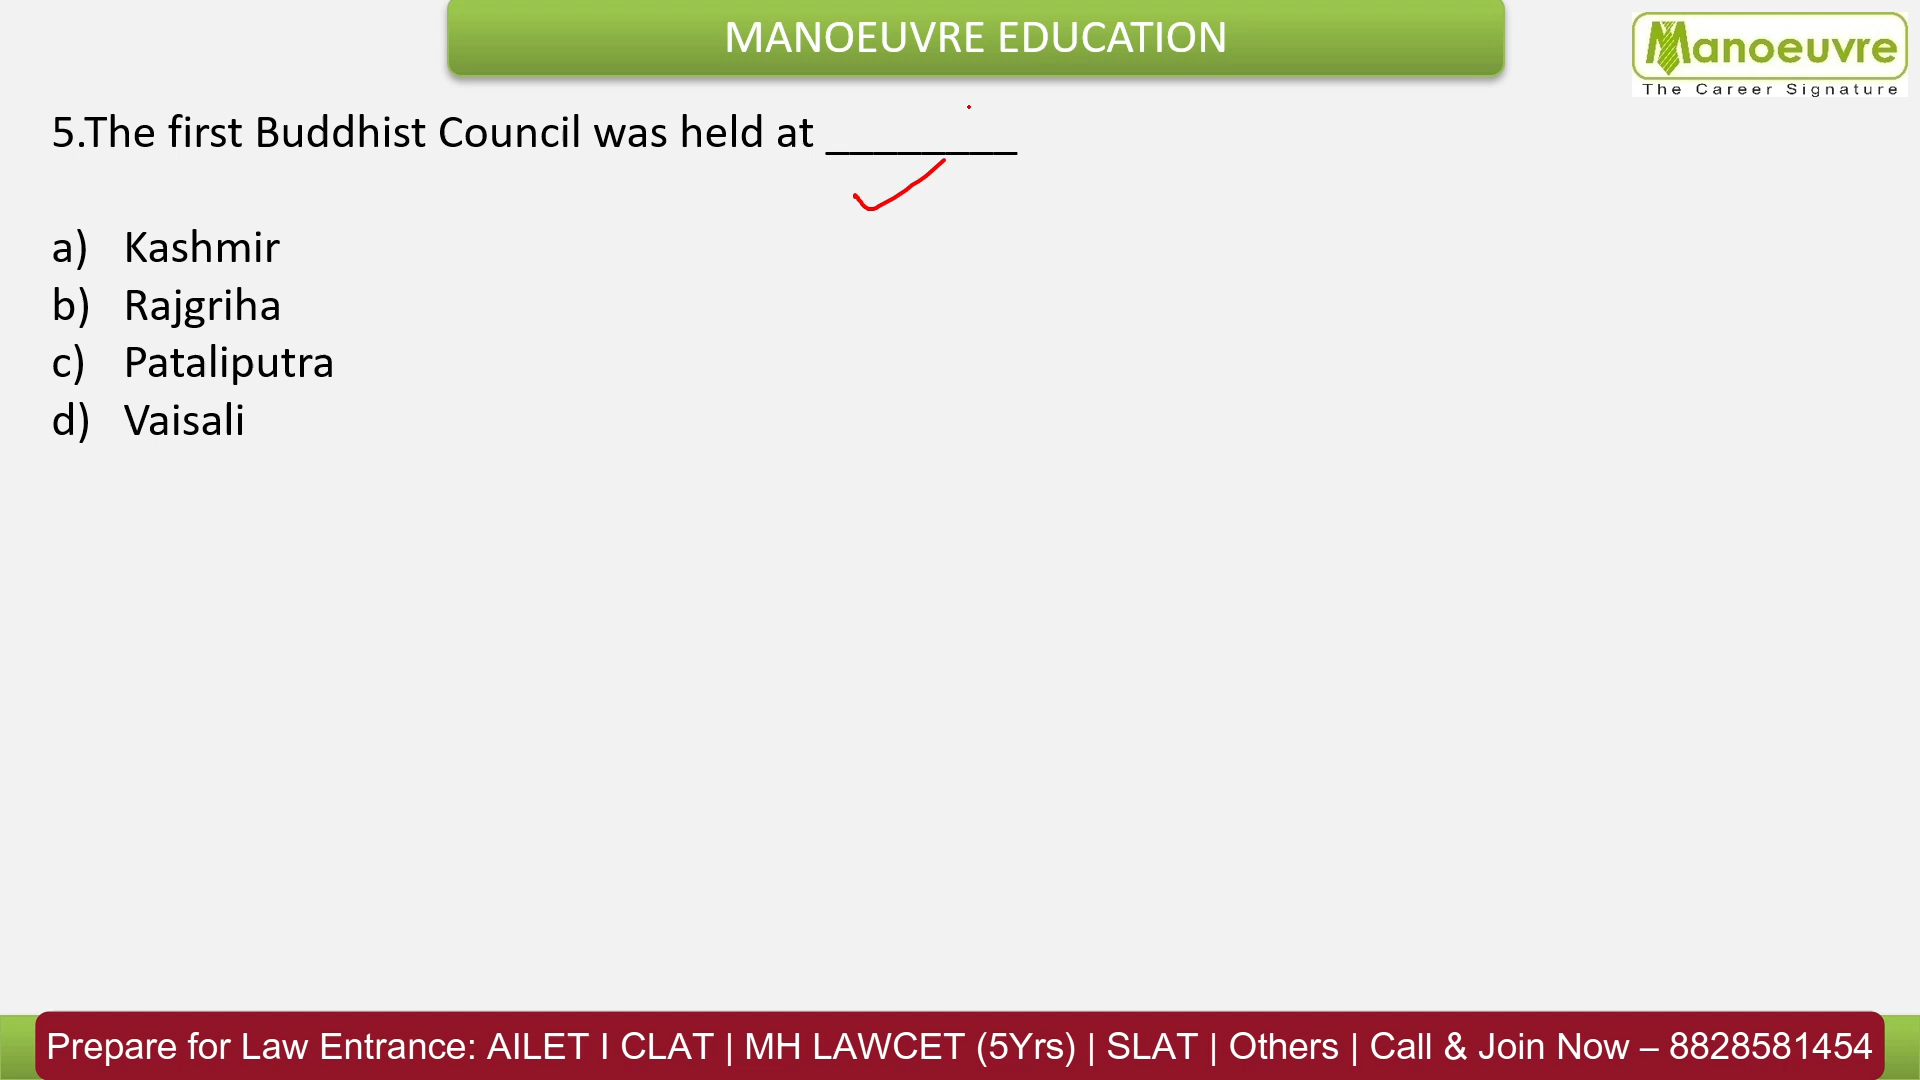 MANOEUVRE EDUCATION
Manoeuvre
The Career Signature
5.The first Buddhist Council was held at ________
a) Kashmir
b) Rajgriha
c) Pataliputra
d) Vaisali
Prepare for Law Entrance: AILET I CLAT | MH LAWCET (5Yrs) | SLAT | Others | Call & Join Now – 8828581454